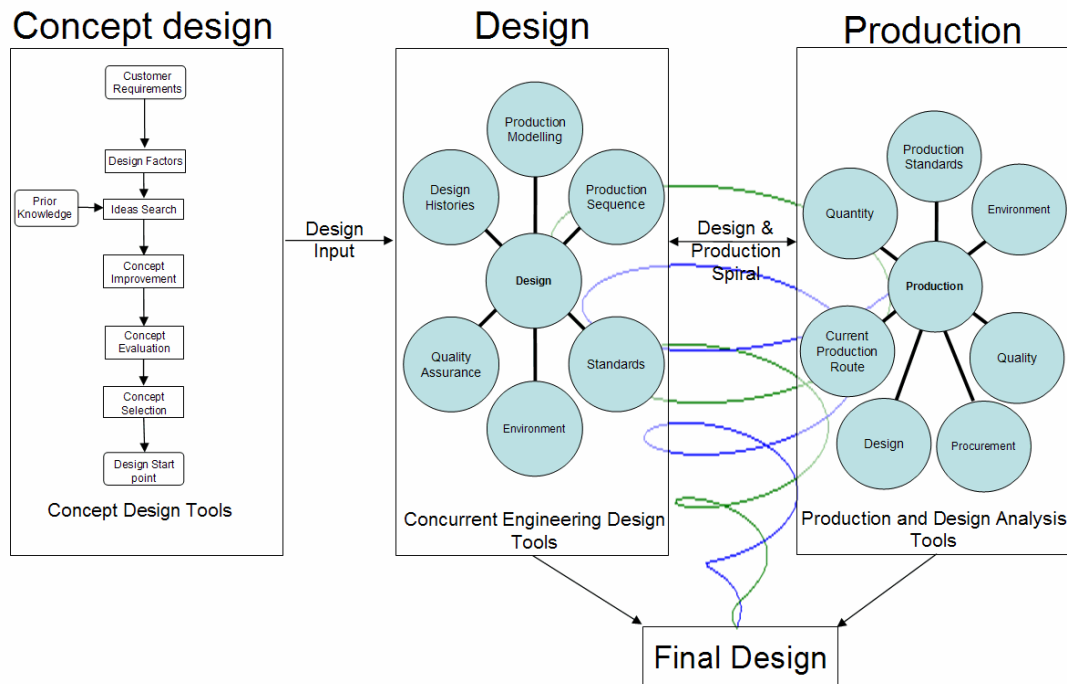 Concept design
Customer
Requirements
Design Factors
Prior
Knowledge
Ideas Search
Concept
Improvement
Concept
Evaluation
Concept
Selection
Design Start
point
Concept Design Tools
Design
Input
Design
Production
Modelling
Design
Histories
Production
Sequence
Design
Quality
Assurance
Standards
Environment
Concurrent Engineering Design
Tools
Design &
Production
Spiral
Production
Production
Standards
Quantity
Environment
Production
Current
Production
Route
Quality
Design
Procurement
Production and Design Analysis
Tools
Final Design